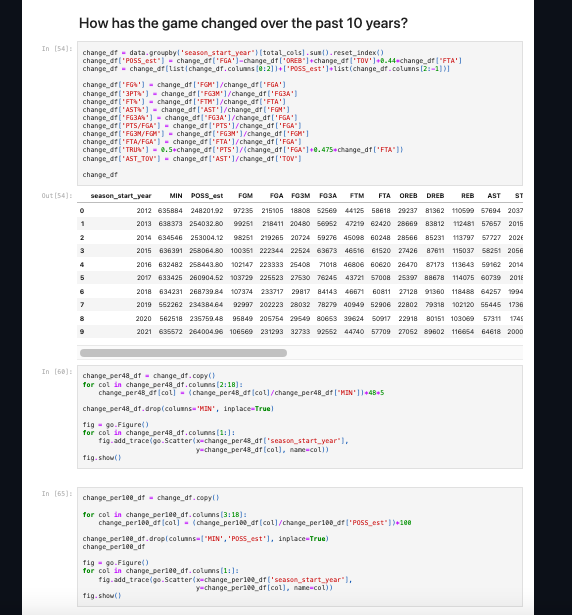 How has the game changed over the past 10 years?
In [54]:
change_df = data.groupby('season_start_year')[total_cols].sum().reset_index()
change_df['POSS_est'] = change_df['FGA']-change_df['OREB']+change_df['TOV']+0.44*change_df['FTA']
change_df = change_df[list(change_df.columns[0:2])+['POSS_est']+list(change_df.columns[2:-1])]
change_df['FG%'] = change_df['FGM']/change_df['FGA']
change_df['3PT%'] = change_df['FG3M']/change_df['FG3A']
change_df['FT%'] = change_df['FTM']/change_df['FTA']
change_df['AST%'] = change_df['AST']/change_df['FGM']
change_df['FG3A%'] = change_df['FG3A']/change_df['FGA']
change_df['PTS/FGA'] = change_df['PTS']/change_df['FGA']
change_df['FG3M/FGM'] = change_df['FG3M']/change_df['FGM']
change_df['FTA/FGA'] = change_df['FTA']/change_df['FGA']
change_df['TRU%'] = 0.5*change_df['PTS']/(change_df['FGA']+0.475*change_df['FTA'])
change_df['AST_TOV'] = change_df['AST']/change_df['TOV']
change_df
Out[54]:
season_start_year MIN POSS_est FGM FGA FG3M FG3A FTM FTA OREB DREB REB AST ST
0 2012 635884 248201.92 97235 215105 18808 52569 44125 58618 29237 81362 110599 57694 2037
1 2013 638373 254032.80 99251 218411 20480 56952 47219 62420 28669 83812 112481 57657 2015
2 2014 634546 253004.12 98251 219265 20724 59276 45098 60248 28566 85231 113797 57727 2026
3 2015 636391 258064.80 100351 222344 22524 63673 46516 61520 27426 87611 115037 58251 2056
4 2016 632482 258443.80 102147 223333 25408 71018 46806 60620 26470 87173 113643 59162 2014
5 2017 633425 260904.52 103729 225523 27530 76245 43721 57008 25397 88678 114075 60739 2018
6 2018 634231 268739.84 107374 233717 29817 84143 46671 60811 27128 91360 118488 64257 1994
7 2019 552262 234384.64 92997 202223 28032 78279 40949 52906 22802 79318 102120 55445 1736
8 2020 562518 235759.48 95849 205754 29549 80653 39624 50917 22918 80151 103069 57311 1749
9 2021 635572 264004.96 106569 231293 32733 92552 44740 57709 27052 89602 116654 64618 2000
In [60]:
change_per48_df = change_df.copy()
for col in change_per48_df.columns[2:18]:
change_per48_df[col] = (change_per48_df[col]/change_per48_df['MIN'])*48*5
change_per48_df.drop(columns='MIN', inplace=True)
fig = go.Figure()
for col in change_per48_df.columns[1:]:
fig.add_trace(go.Scatter(x=change_per48_df['season_start_year'],
y=change_per48_df[col], name=col))
fig.show()
In [65]:
change_per100_df = change_df.copy()
for col in change_per100_df.columns[3:18]:
change_per100_df[col] = (change_per100_df[col]/change_per100_df['POSS_est'])*100
change_per100_df.drop(columns=['MIN','POSS_est'], inplace=True)
change_per100_df
fig = go.Figure()
for col in change_per100_df.columns[1:]:
fig.add_trace(go.Scatter(x=change_per100_df['season_start_year'],
y=change_per100_df[col], name=col))
fig.show()